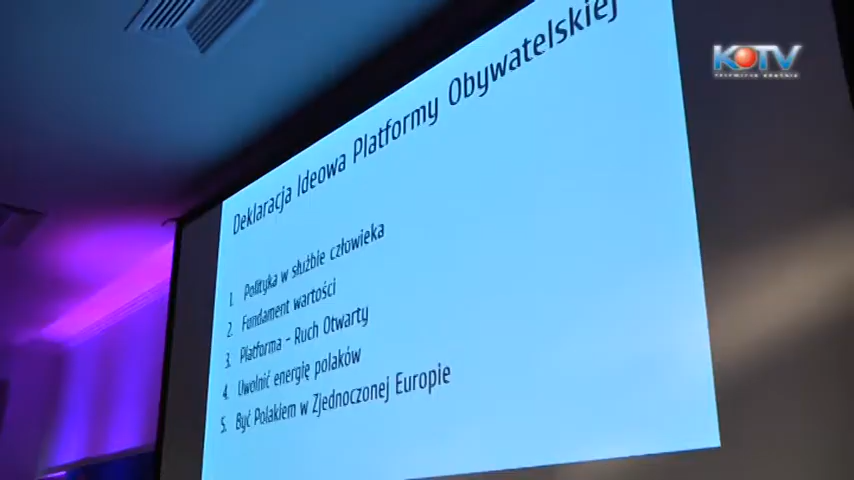 KOTV
Deklaracja Ideowa Platformy Obywatelskiej
1. Polityka w służbie człowieka
2. Fundament wartości
3. Platforma - Ruch Otwarty
4. Uwolnić energię polaków
5. Być Polakiem w Zjednoczonej Europie